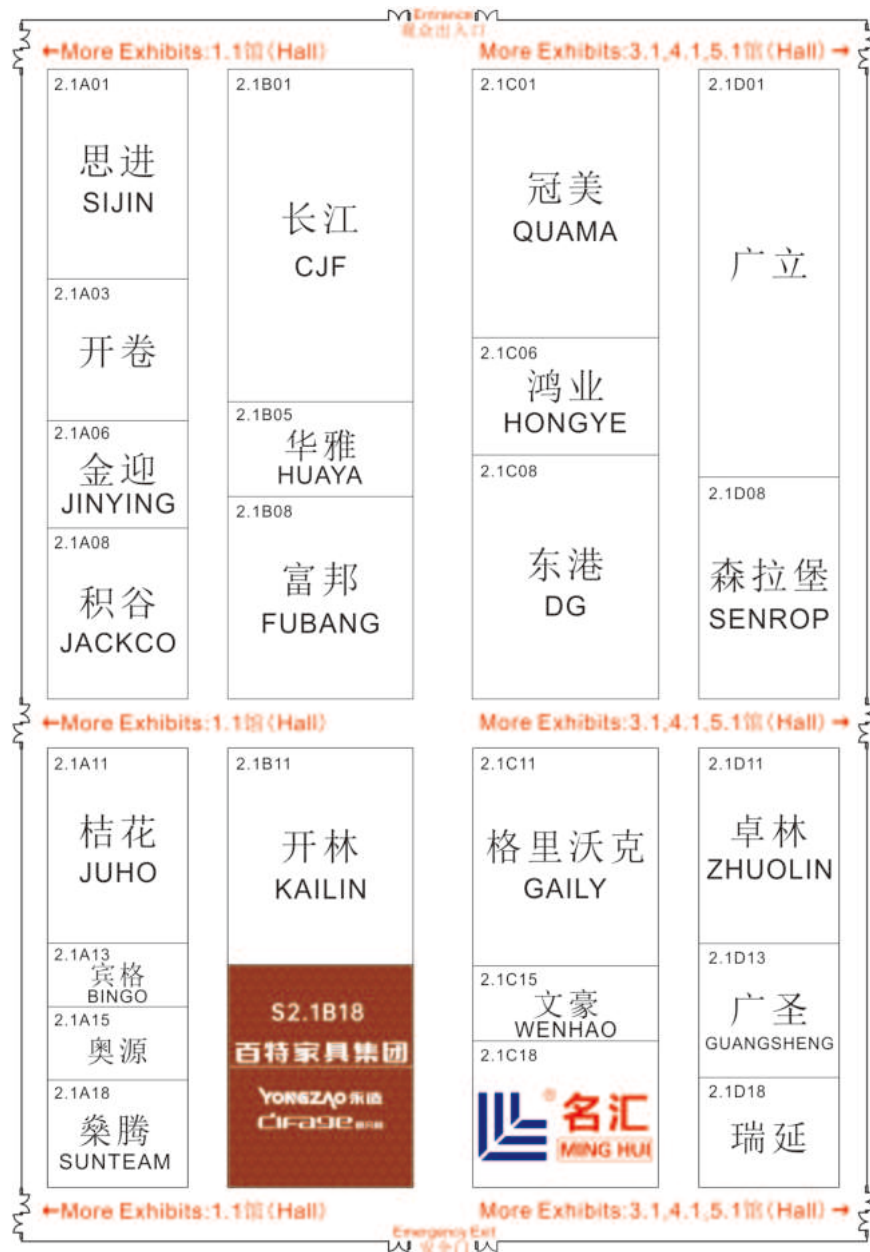 Entrance
观众出入口
←More Exhibits:1.1馆(Hall)
More Exhibits:3.1,4.1,5.1馆(Hall)→
2.1A01
思进
SIJIN
2.1A03
开卷
2.1A06
金迎
JINYING
2.1A08
积谷
JACKCO
2.1B01
长江
CJF
2.1B05
华雅
HUAYA
2.1B08
富邦
FUBANG
2.1C01
冠美
QUAMA
2.1C06
鸿业
HONGYE
2.1C08
东港
DG
2.1D01
广立
2.1D08
森拉堡
SENROP
←More Exhibits:1.1馆(Hall)
More Exhibits:3.1,4.1,5.1馆(Hall)→
2.1A11
桔花
JUHO
2.1A13
宾格
BINGO
2.1A15
奥源
2.1A18
燊腾
SUNTEAM
2.1B11
开林
KAILIN
S2.1B18
百特家具集团
YONGZAO 永造
CIFAGE
2.1C11
格里沃克
GAILY
2.1C15
文豪
WENHAO
2.1C18
® 名汇
MING HUI
2.1D11
卓林
ZHUOLIN
2.1D13
广圣
GUANGSHENG
2.1D18
瑞延
←More Exhibits:1.1馆(Hall)
More Exhibits:3.1,4.1,5.1馆(Hall)→
Emergency Exit
安全门